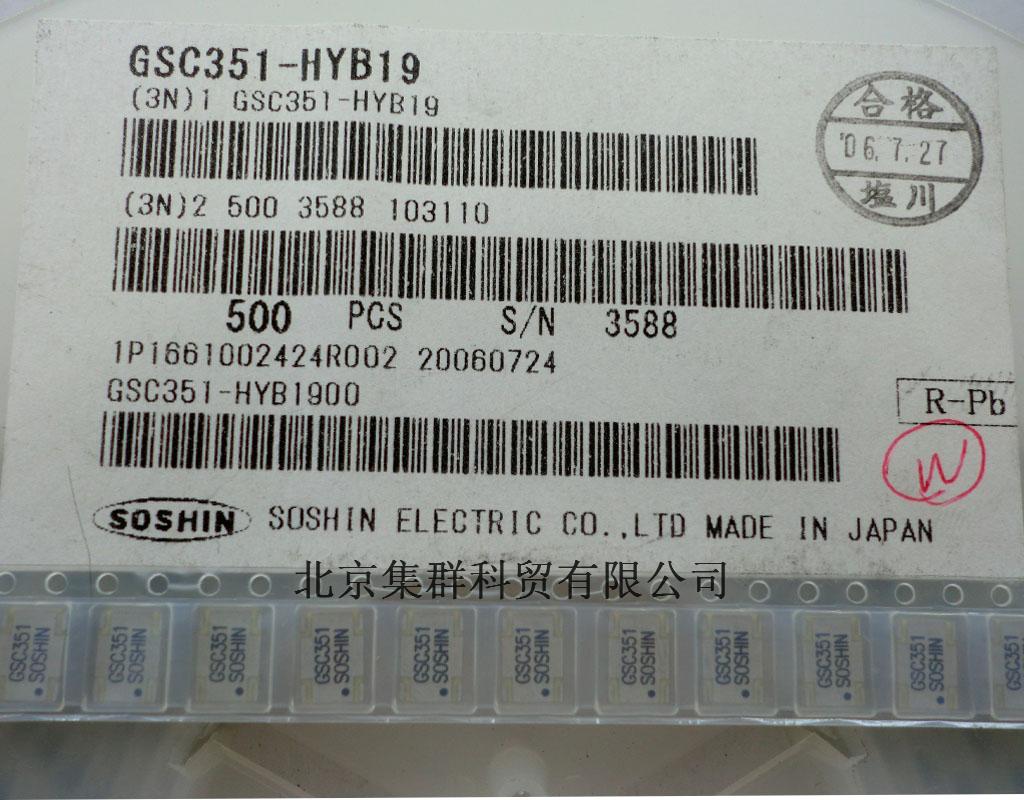 GSC351-HYB19
(3N)1 GSC351-HYB19
合格
'06.7.27
塩川
(3N)2 500 3588 103110
500 PCS S/N 3588
1P1661002424R002 20060724
GSC351-HYB1900
R-Pb
W
SOSHIN SOSHIN ELECTRIC CO.,LTD MADE IN JAPAN
北京集群科贸有限公司
GSC351
SOSHIN
GSC351
SOSHIN
GSC351
SOSHIN
GSC351
SOSHIN
GSC351
SOSHIN
GSC351
SOSHIN
GSC351
SOSHIN
GSC351
SOSHIN
GSC351
SOSHIN
GSC351
SOSHIN